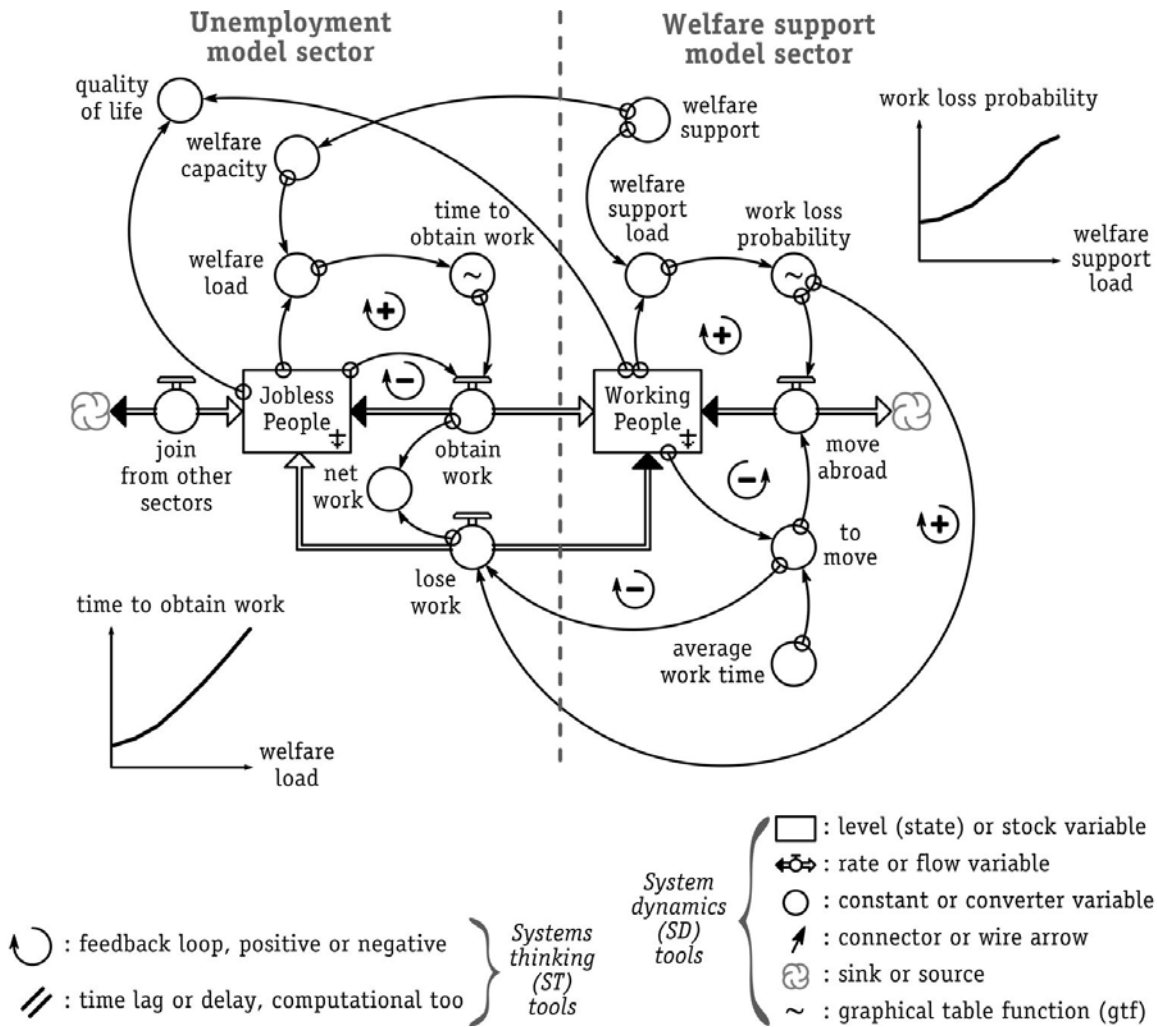 Unemployment
model sector
Welfare support
model sector
quality
of life
welfare
capacity
welfare
support
work loss probability
welfare
support
load
time to
obtain work
work loss
probability
welfare
load
~
~
welfare
support
load
+
+
Jobless
People
-
Working
People
join
from other
sectors
obtain
work
move
abroad
net
work
-
+
to
move
lose
work
-
time to obtain work
average
work time
welfare
load
: level (state) or stock variable
: rate or flow variable
System
dynamics
(SD)
tools
: constant or converter variable
: feedback loop, positive or negative
Systems
thinking
(ST)
tools
: connector or wire arrow
: sink or source
: time lag or delay, computational too
~ : graphical table function (gtf)